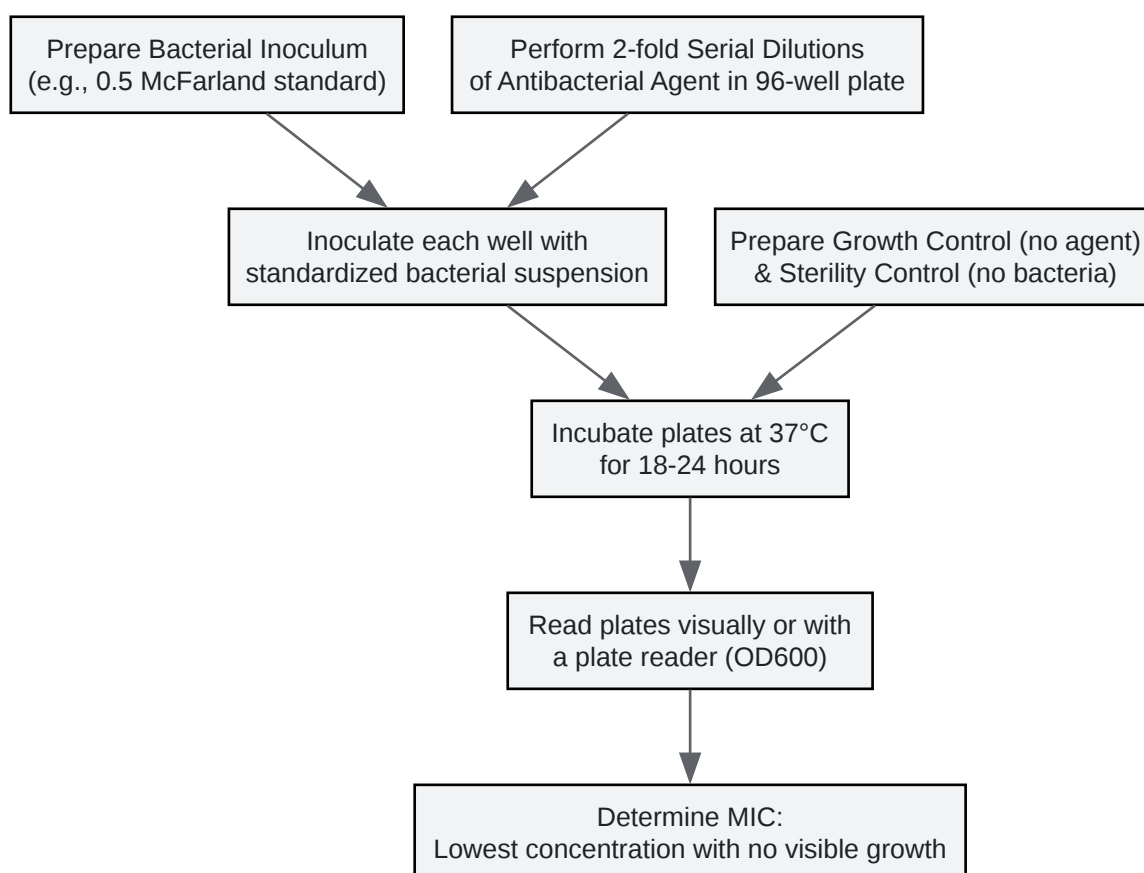 Prepare Bacterial Inoculum
(e.g., 0.5 McFarland standard)
Perform 2-fold Serial Dilutions
of Antibacterial Agent in 96-well plate
Inoculate each well with
standardized bacterial suspension
Prepare Growth Control (no agent)
& Sterility Control (no bacteria)
Incubate plates at 37°C
for 18-24 hours
Read plates visually or with
a plate reader (OD600)
Determine MIC:
Lowest concentration with no visible growth